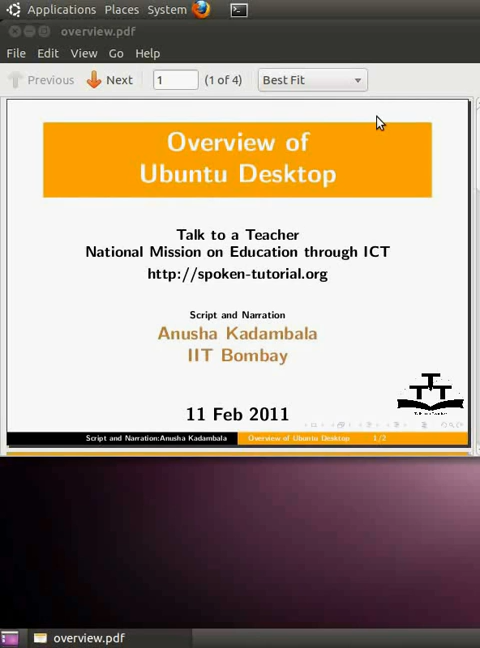 Applications Places System
overview.pdf
File Edit View Go Help
Previous Next 1 (1 of 4) Best Fit
Overview of
Ubuntu Desktop
Talk to a Teacher
National Mission on Education through ICT
http://spoken-tutorial.org
Script and Narration
Anusha Kadambala
IIT Bombay
11 Feb 2011
TTT
Script and Narration:Anusha Kadambala Overview of Ubuntu Desktop 1/2
overview.pdf